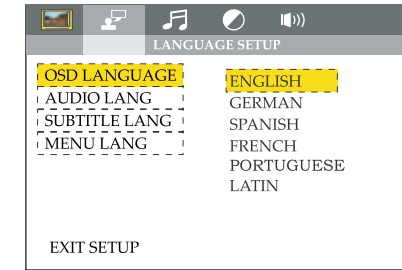 LANGUAGE SETUP
OSD LANGUAGE
AUDIO LANG
SUBTITLE LANG
MENU LANG
ENGLISH
GERMAN
SPANISH
FRENCH
PORTUGUESE
LATIN
EXIT SETUP